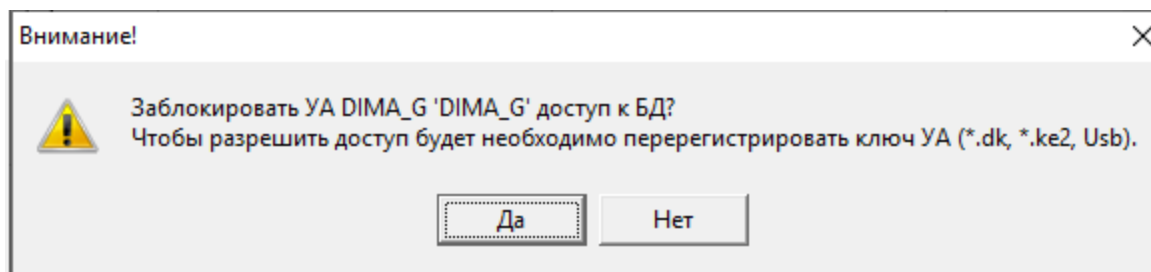 Внимание!
Заблокировать УА DIMA_G 'DIMA_G' доступ к БД?
Чтобы разрешить доступ будет необходимо перерегистрировать ключ УА (*.dk, *.ke2, Usb).
Да
Нет